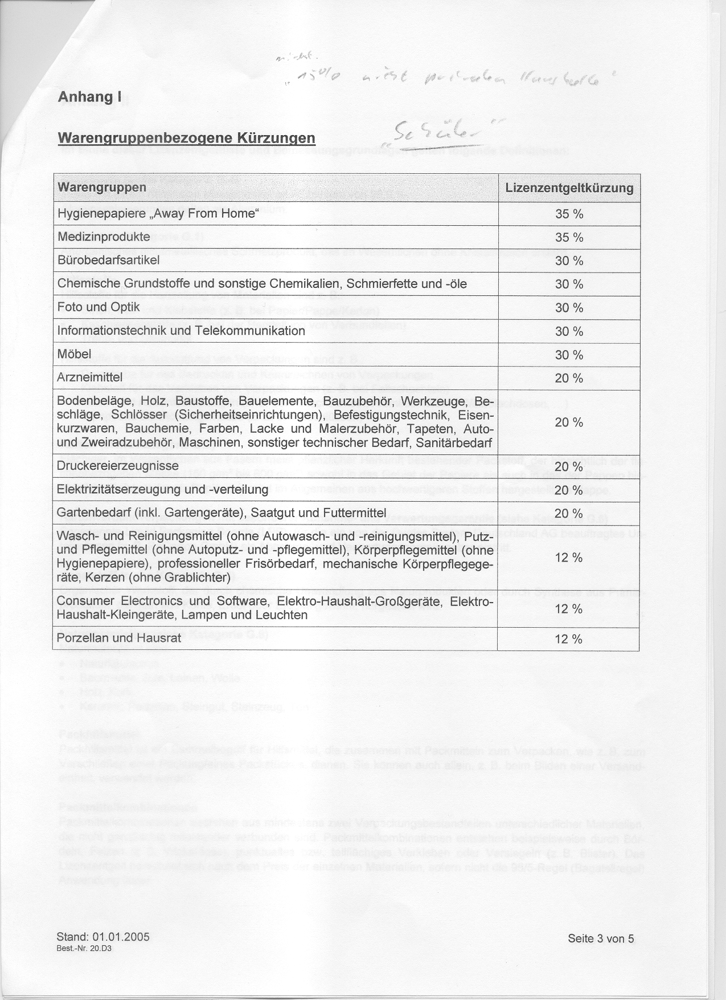 15% nicht privaten Haushalte"
Anhang I
Warengruppenbezogene Kürzungen
Warengruppen Lizenzentgeltkürzung
Hygienepapiere „Away From Home“ 35 %
Medizinprodukte 35 %
Bürobedarfsartikel 30 %
Chemische Grundstoffe und sonstige Chemikalien, Schmierfette und -öle 30 %
Foto und Optik 30 %
Informationstechnik und Telekommunikation 30 %
Möbel 30 %
Arzneimittel 20 %
Bodenbeläge, Holz, Baustoffe, Bauelemente, Bauzubehör, Werkzeuge, Be-
schläge, Schlösser (Sicherheitseinrichtungen), Befestigungstechnik, Eisen-
kurzwaren, Bauchemie, Farben, Lacke und Malerzubehör, Tapeten, Auto-
und Zweiradzubehör, Maschinen, sonstiger technischer Bedarf, Sanitärbedarf
20 %
Druckereierzeugnisse 20 %
Elektrizitätserzeugung und -verteilung 20 %
Gartenbedarf (inkl. Gartengeräte), Saatgut und Futtermittel 20 %
Wasch- und Reinigungsmittel (ohne Autowasch- und -reinigungsmittel), Putz-
und Pflegemittel (ohne Autoputz- und -pflegemittel), Körperpflegemittel (ohne
Hygienepapiere), professioneller Frisörbedarf, mechanische Körperpflegege-
räte, Kerzen (ohne Grablichter)
12 %
Consumer Electronics und Software, Elektro-Haushalt-Großgeräte, Elektro-
Haushalt-Kleingeräte, Lampen und Leuchten
12 %
Porzellan und Hausrat 12 %
Stand: 01.01.2005
Best.-Nr. 20.D3
Seite 3 von 5